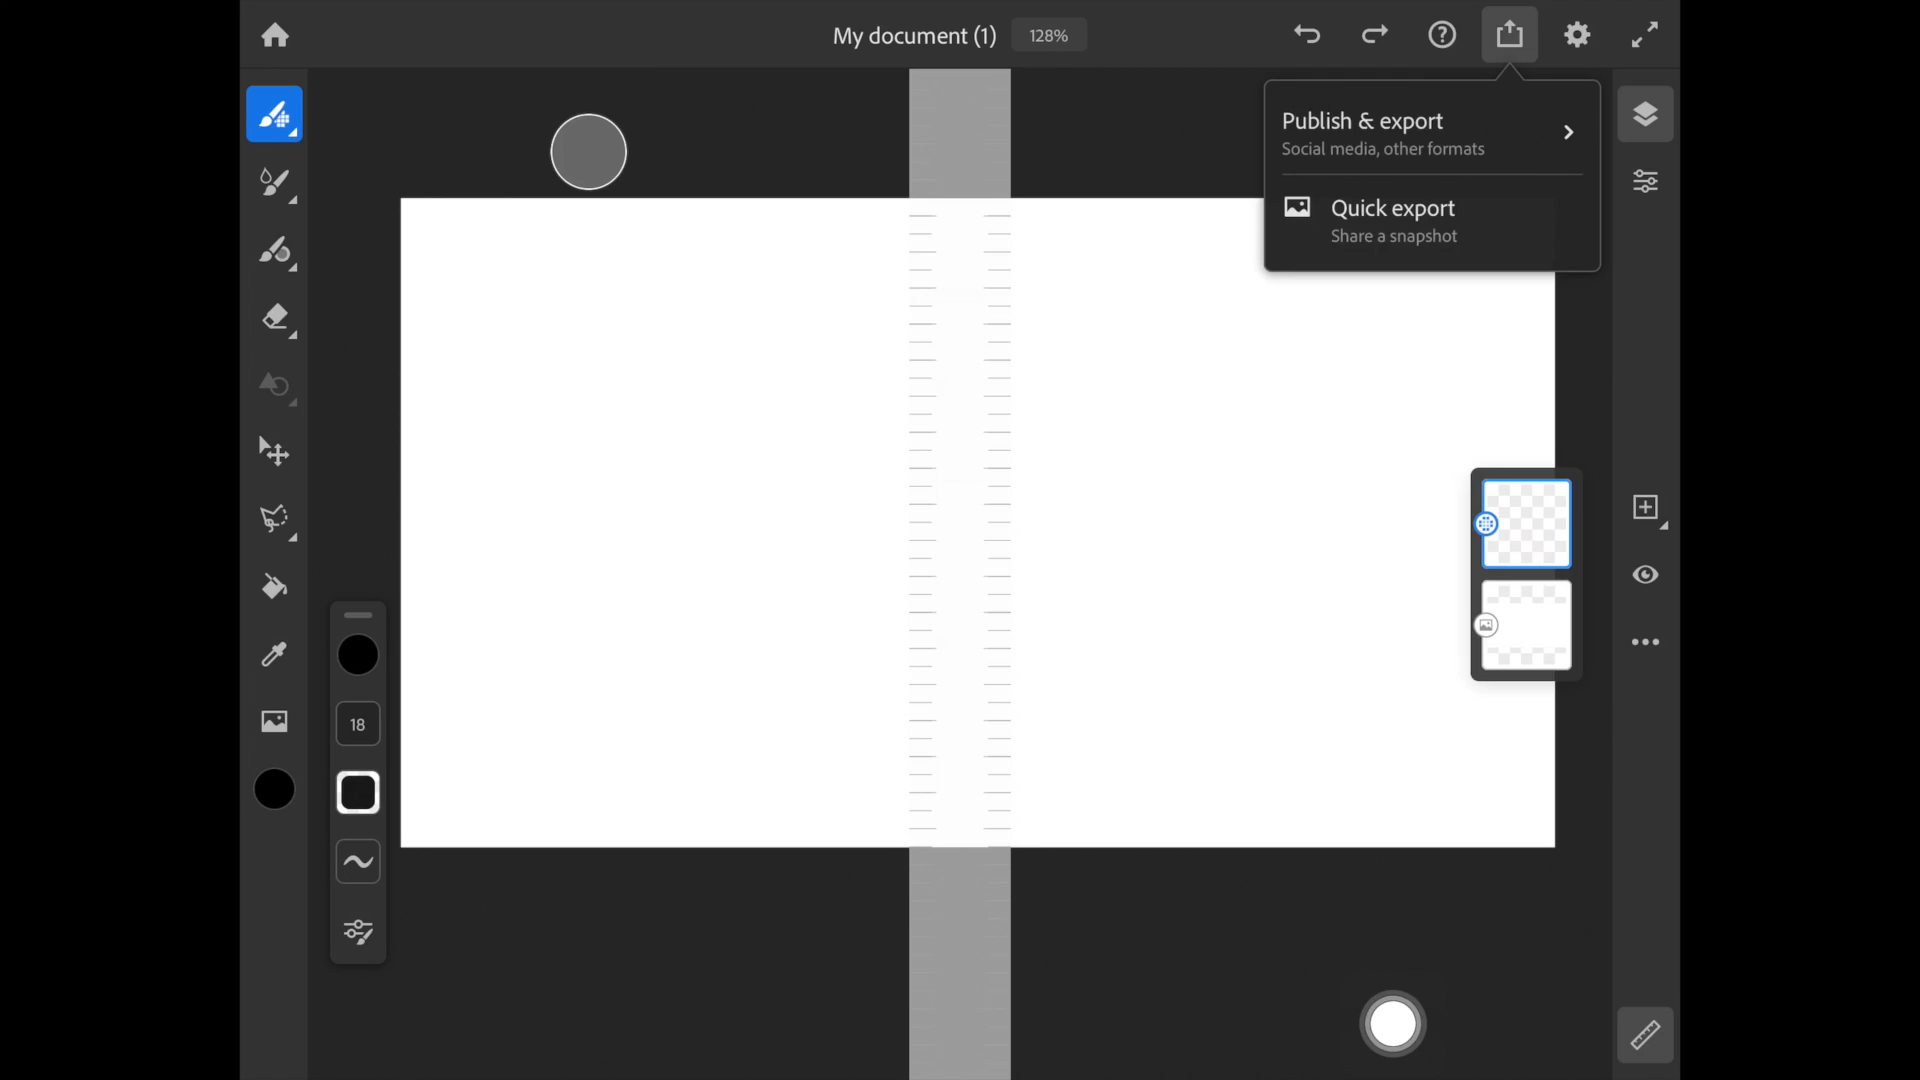 My document (1)
128%
Publish & export
Social media, other formats
Quick export
Share a snapshot
18